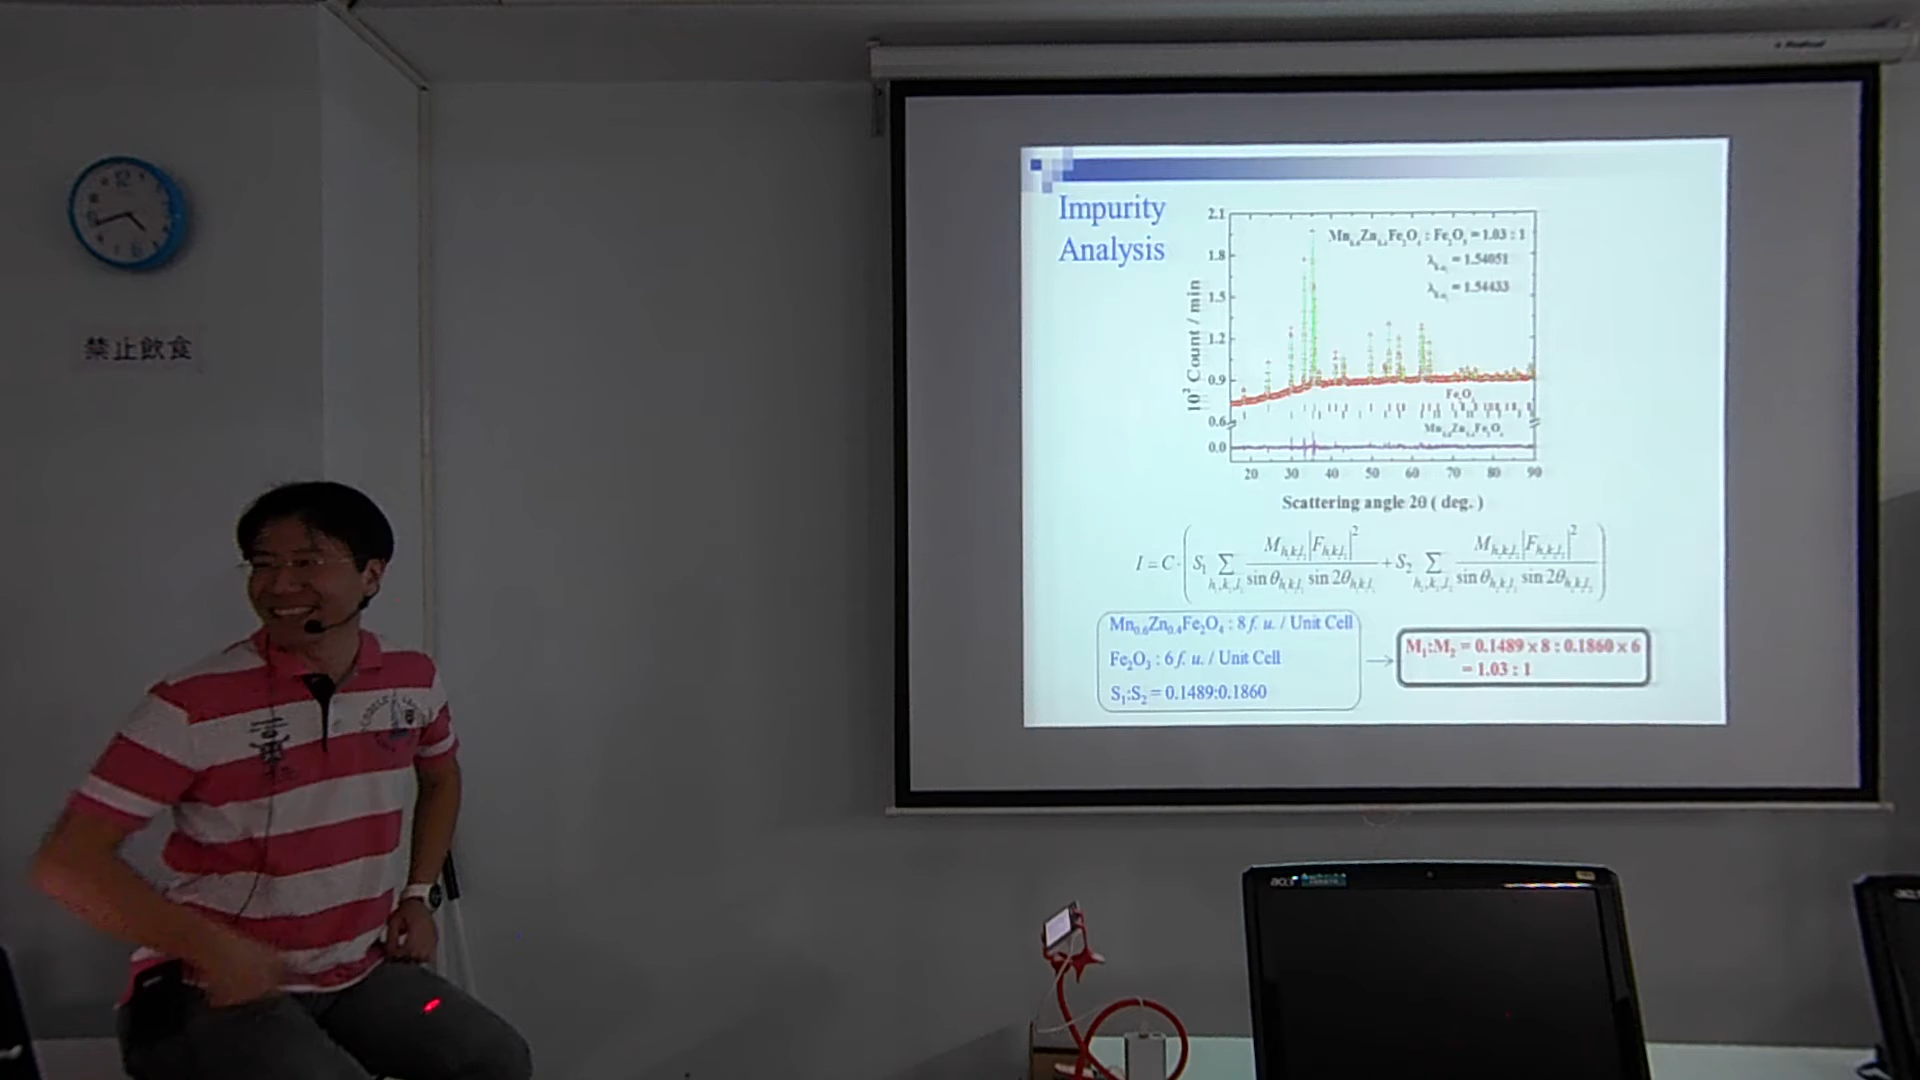 禁止飲食
Impurity
Analysis
Mn0.6Zn0.4Fe2O4 : Fe2O3 = 1.03 : 1
λKα1 = 1.54051
= 1.54433
2.1
1.8
1.5
1.2
0.9
0.6
0.0
10² Count / min
Fe2O3
Mn0.6Zn0.4Fe2O4
20 30 40 50 60 70 80 90
Scattering angle 2θ ( deg. )
Mn0.6Zn0.4Fe2O4 : 8 f. u. / Unit Cell
Fe2O3 : 6 f. u. / Unit Cell
S1:S2 = 0.1489:0.1860
M1:M2 = 0.1489 × 8 : 0.1860 × 6
= 1.03 : 1
acer